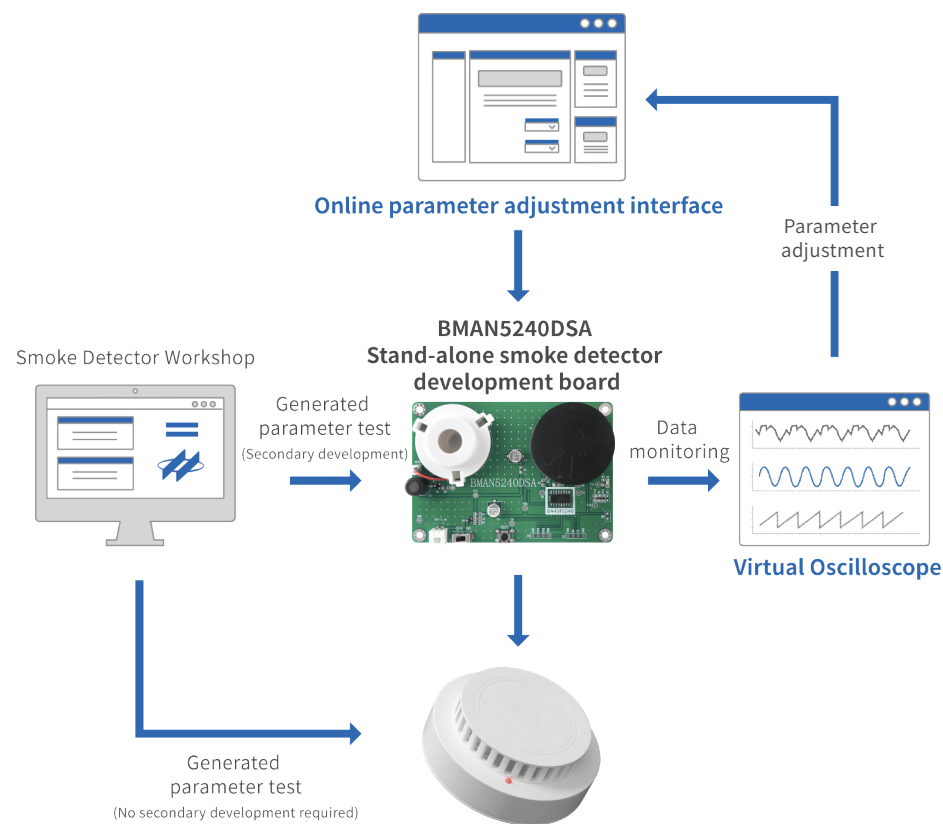 Online parameter adjustment interface
Parameter
adjustment
BMAN5240DSA
Stand-alone smoke detector
development board
Smoke Detector Workshop
Generated
parameter test
(Secondary development)
Data
monitoring
BMAN5240DSA
BA45F5240
Virtual Oscilloscope
Generated
parameter test
(No secondary development required)